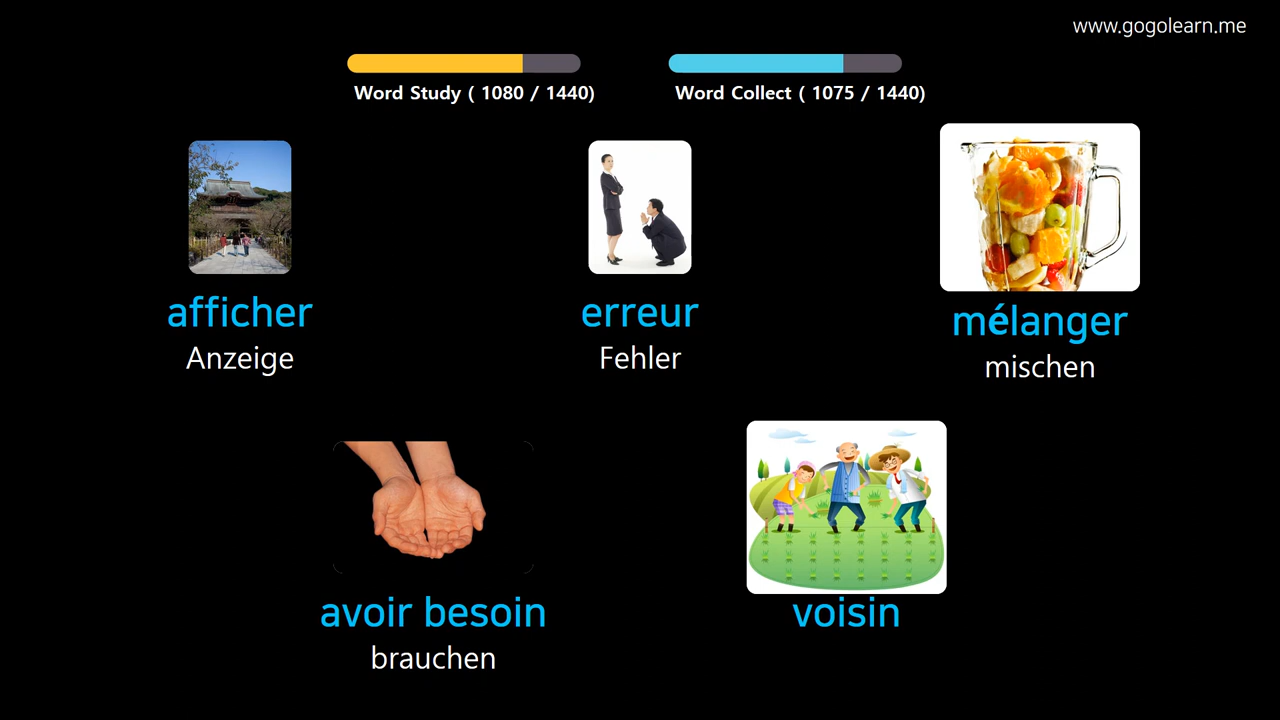 www.gogolearn.me
Word Study ( 1080 / 1440)
Word Collect ( 1075 / 1440)
afficher
Anzeige
erreur
Fehler
mélanger
mischen
avoir besoin
brauchen
voisin